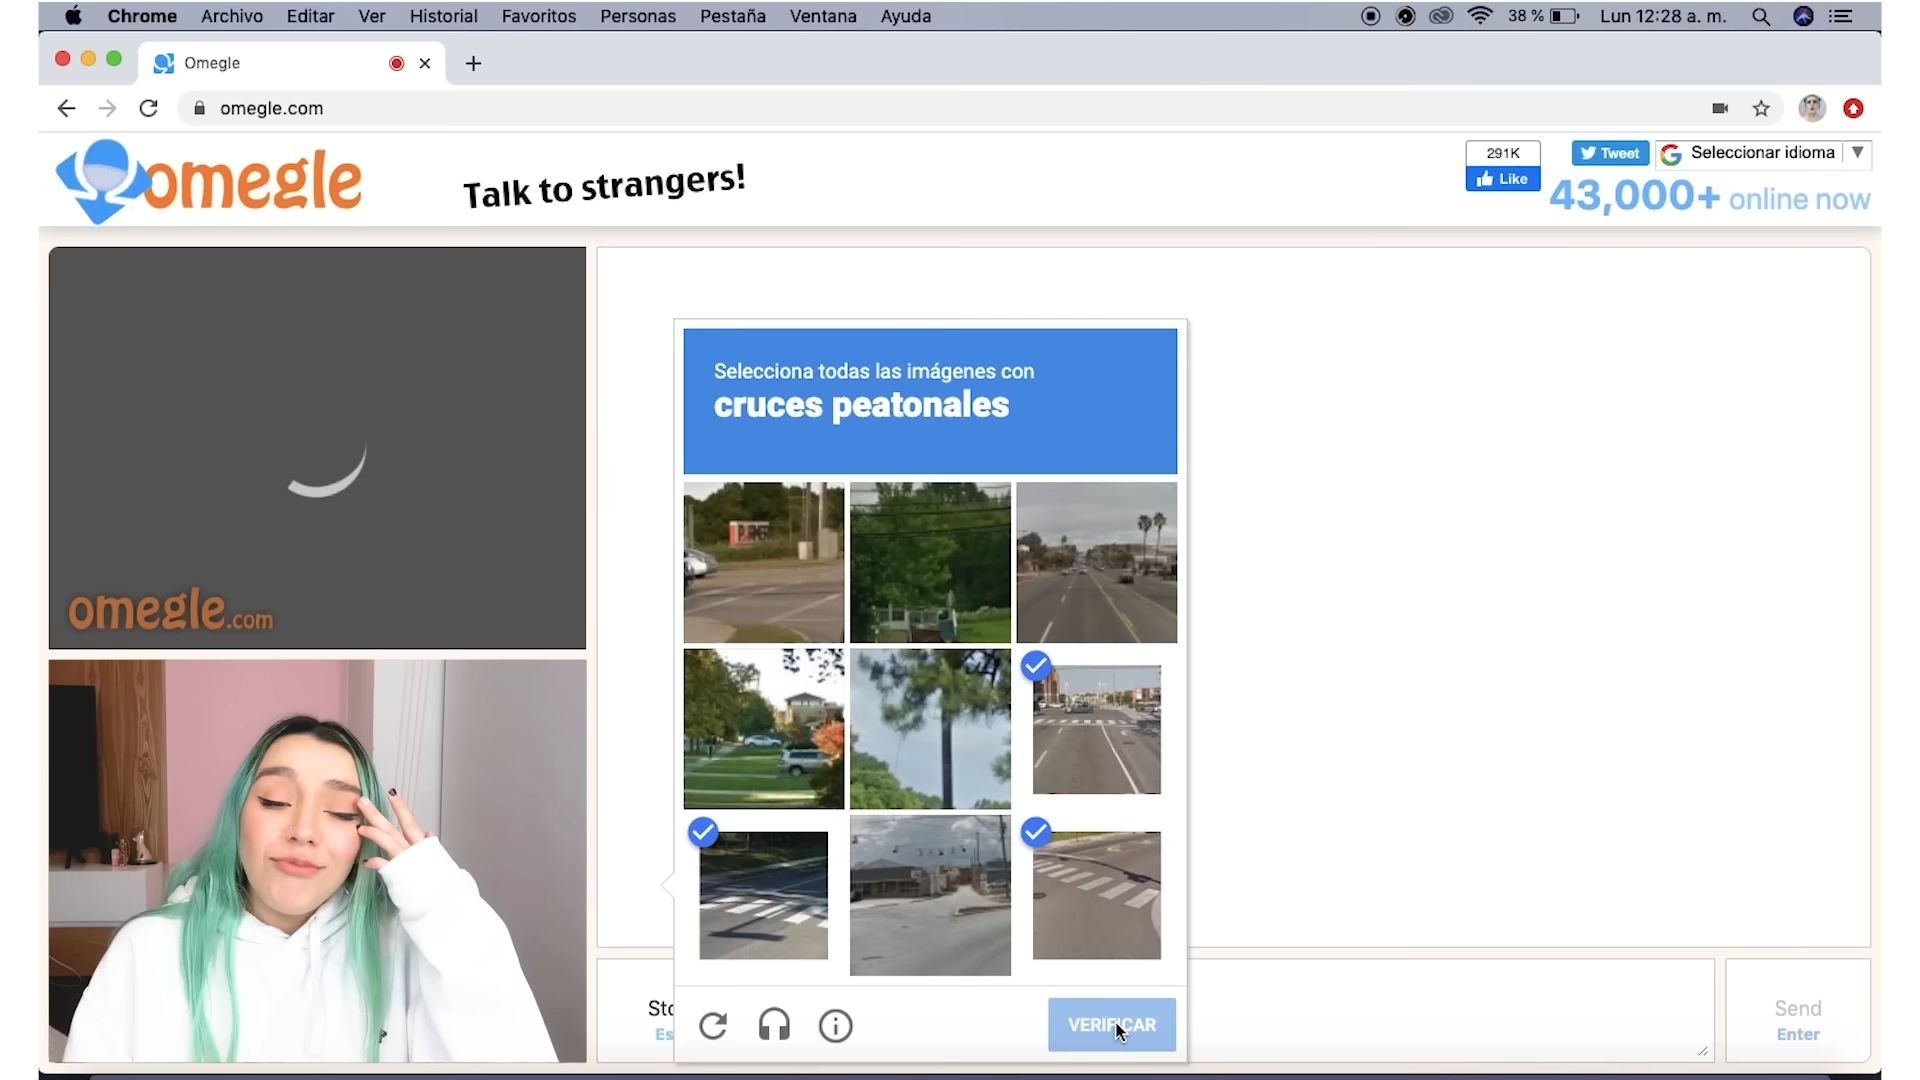 Chrome Archivo Editar Ver Historial Favoritos Personas Pestaña Ventana Ayuda 38 % Lun 12:28 a. m.
Omegle
omegle.com
omegle Talk to strangers!
291K
Like
Tweet
Seleccionar idioma
43,000+ online now
omegle.com
Selecciona todas las imágenes con
cruces peatonales
VERIFICAR
Send
Enter